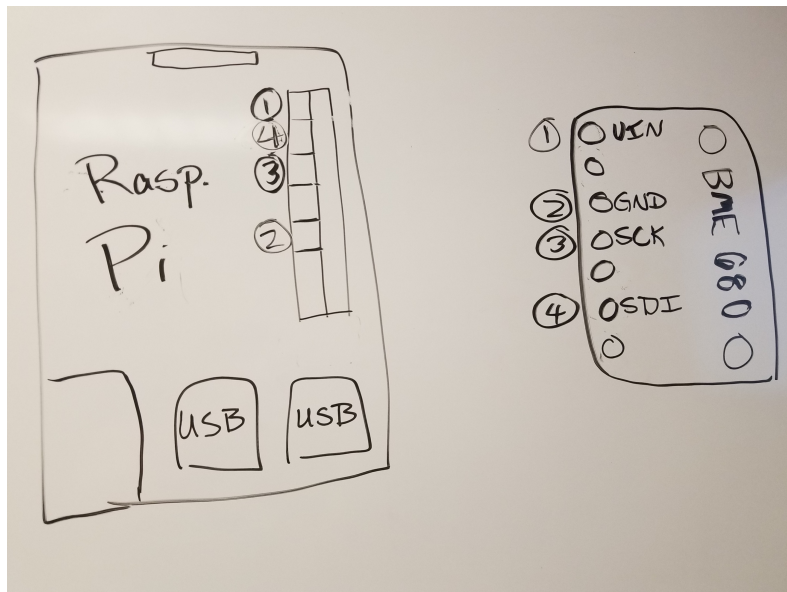 1
4
3
2
Rasp.
Pi
USB
USB
1 VIN
2 GND
3 SCK
4 SDI
BME 680